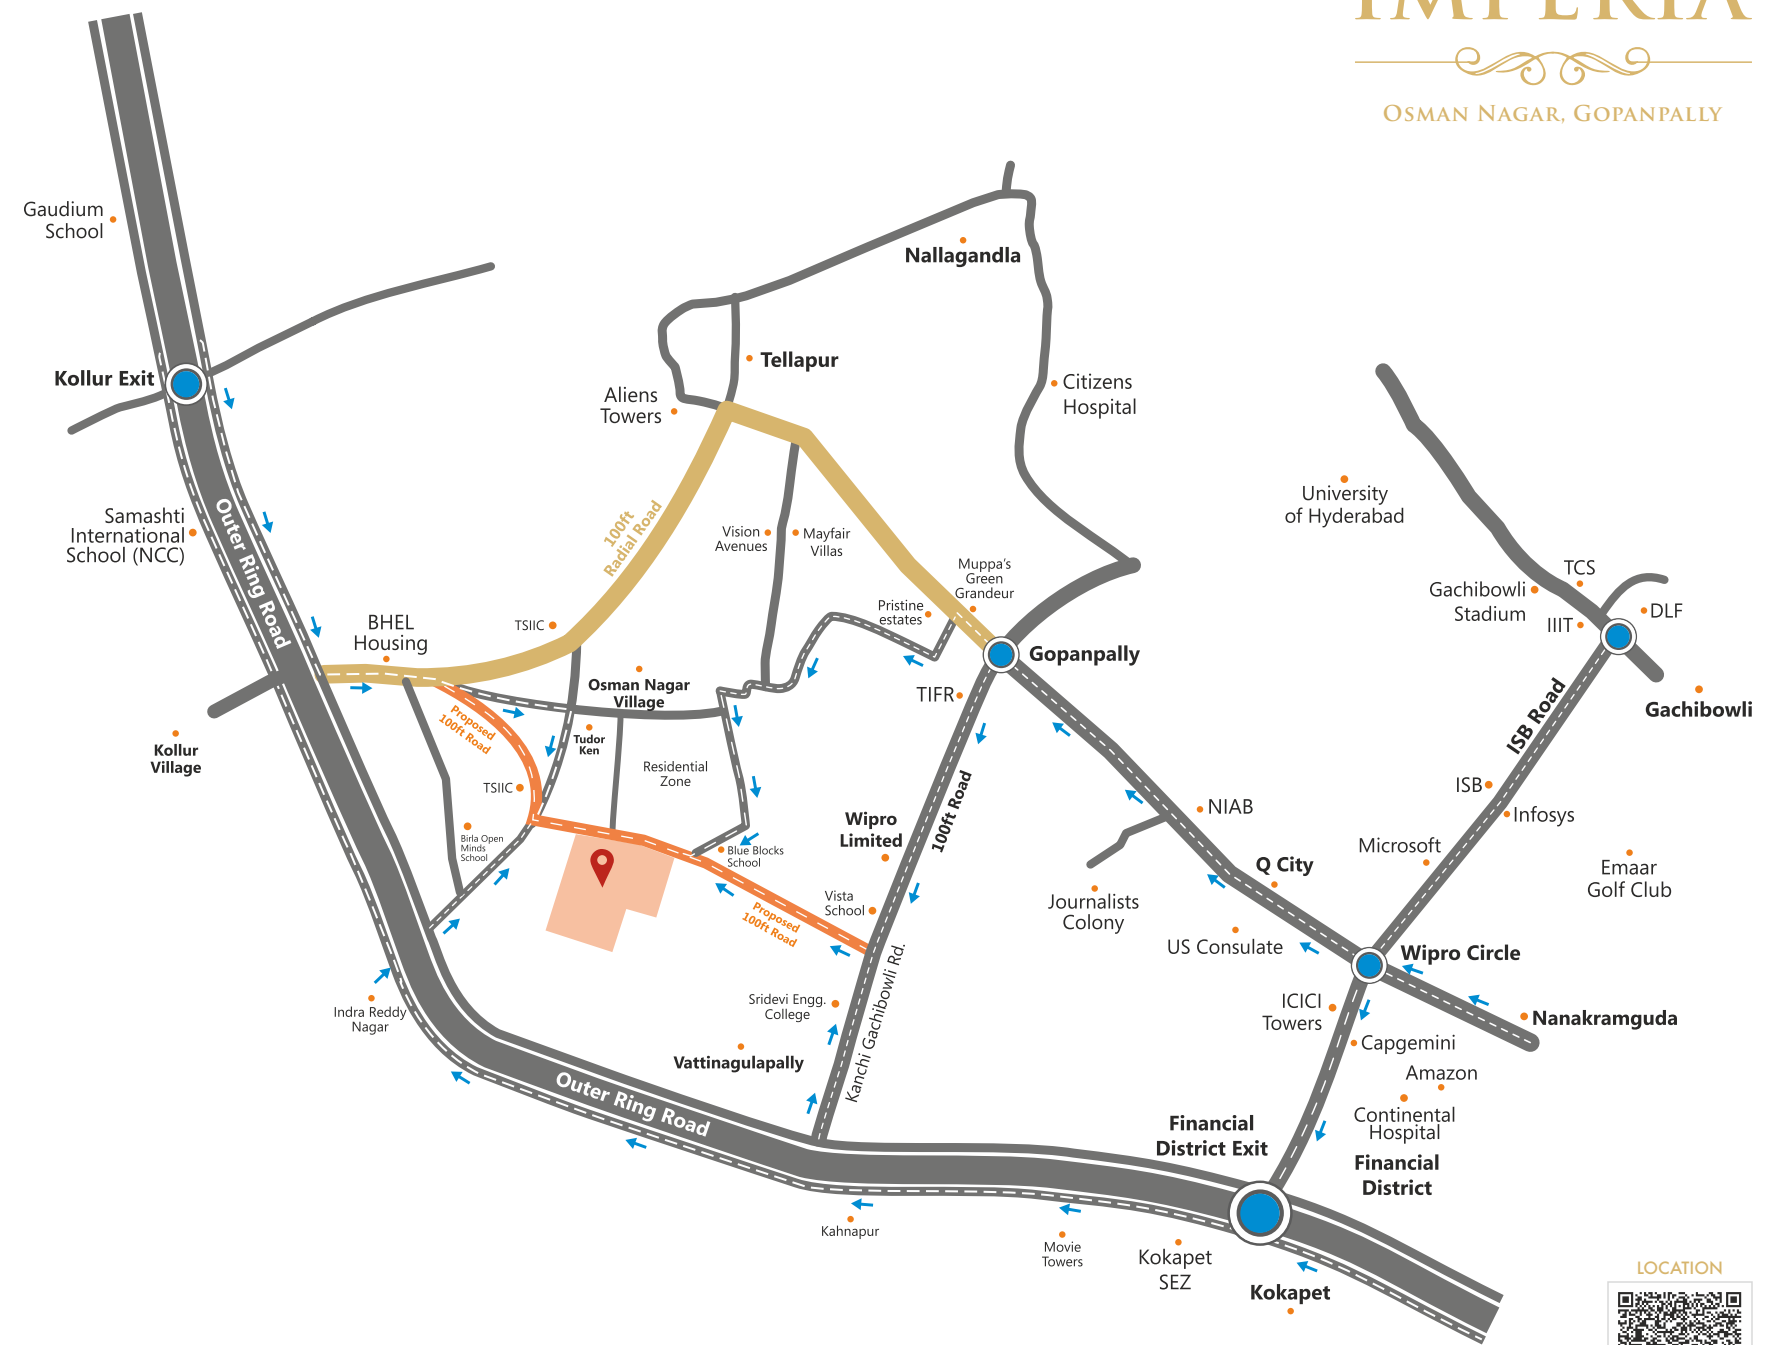 IMPERIA
OSMAN NAGAR, GOPANPALLY
Gaudium
School
Nallagandla
Kollur Exit
Tellapur
Aliens
Towers
Citizens
Hospital
University
of Hyderabad
Samashti
International
School (NCC)
Outer Ring Road
100ft
Radial Road
Vision
Avenues
Mayfair
Villas
Muppa's
Green
Grandeur
Pristine
estates
TCS
Gachibowli
Stadium
IIIT
DLF
BHEL
Housing
TSIIC
Gopanpally
Osman Nagar
Village
TIFR
Gachibowli
ISB Road
Kollur
Village
Proposed
100ft Road
Tudor
Ken
Residential
Zone
TSIIC
ISB
Infosys
NIAB
100ft Road
Wipro
Limited
Birla Open
Minds
School
Blue Blocks
School
Microsoft
Q City
Emaar
Golf Club
Vista
School
Journalists
Colony
Proposed
100ft Road
US Consulate
Wipro Circle
Kanchi Gachibowli Rd.
Sridevi Engg.
College
Indra Reddy
Nagar
ICICI
Towers
Nanakramguda
Capgemini
Vattinagulapally
Amazon
Outer Ring Road
Continental
Hospital
Financial
District Exit
Financial
District
Kahnapur
Movie
Towers
Kokapet
SEZ
Kokapet
LOCATION